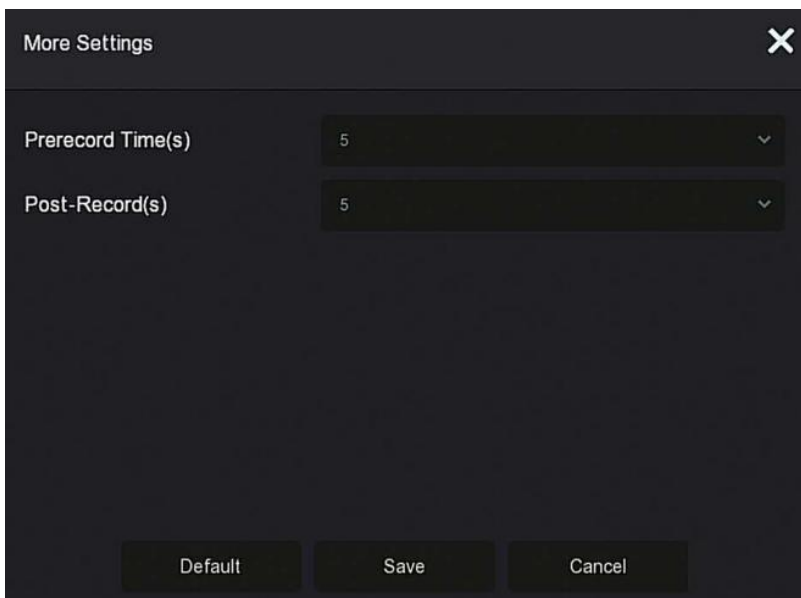 More Settings
Prerecord Time(s) 5
Post-Record(s) 5
Default Save Cancel